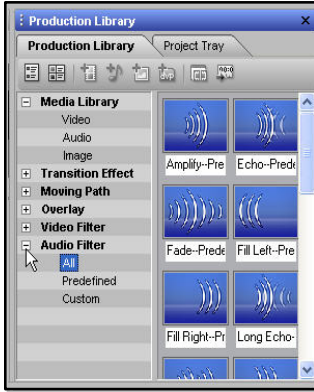 Production Library
Production Library
Project Tray
Media Library
Video
Audio
Image
Transition Effect
Moving Path
Overlay
Video Filter
Audio Filter
All
Predefined
Custom
Amplify--Pre
Echo--Prede
Fade--Prede
Fill Left--Pre
Fill Right--Pr
Long Echo-